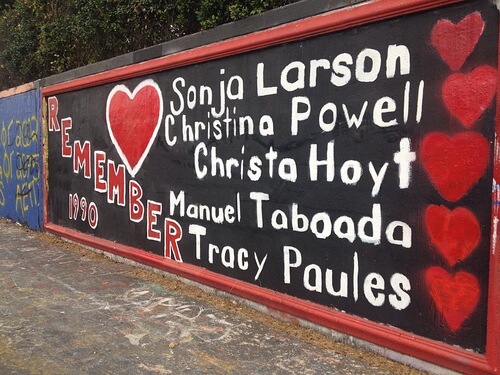 REMEMBER
1990
Sonja Larson
Christina Powell
Christa Hoyt
Manuel Taboada
Tracy Paules